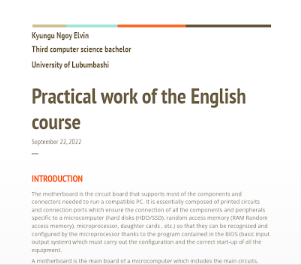 Kyungu Ngoy Elvin
Third computer science bachelor
University of Lubumbashi
Practical work of the English
course
September 22, 2022
INTRODUCTION
The motherboard is the circuit board that supports most of the components and
connectors needed to run a compatible PC. It is essentially composed of printed circuits
and connection ports which ensure the connection of all the components and peripherals
specific to a microcomputer (hard disks (HDD/SSD), random access memory (RAM Random
access memory), microprocessor, daughter cards , etc.) so that they can be recognized and
configured by the microprocessor thanks to the program contained in the BIOS (basic input
output system) which must carry out the configuration and the correct start-up of all the
equipment.
A motherboard is the main board of a microcomputer which includes the main circuits,